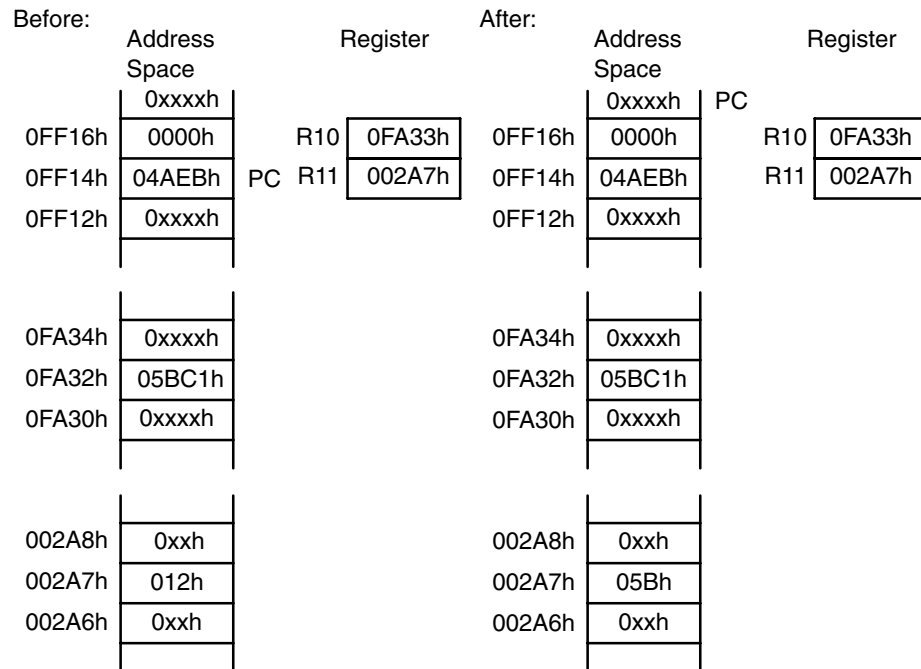 Before:
Address Space
Register
0xxxxh
0FF16h 0000h R10 0FA33h
0FF14h 04AEBh PC R11 002A7h
0FF12h 0xxxxh
0FA34h 0xxxxh
0FA32h 05BC1h
0FA30h 0xxxxh
002A8h 0xxh
002A7h 012h
002A6h 0xxh
After:
Address Space
Register
0xxxxh PC
0FF16h 0000h R10 0FA33h
0FF14h 04AEBh R11 002A7h
0FF12h 0xxxxh
0FA34h 0xxxxh
0FA32h 05BC1h
0FA30h 0xxxxh
002A8h 0xxh
002A7h 05Bh
002A6h 0xxh